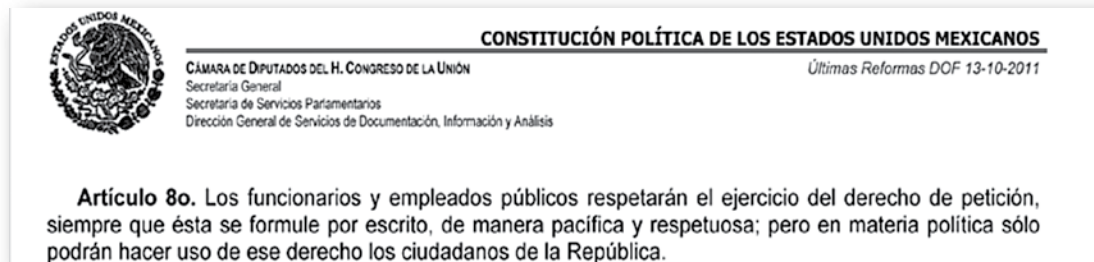 ESTADOS UNIDOS MEXICANOS
CONSTITUCIÓN POLÍTICA DE LOS ESTADOS UNIDOS MEXICANOS
CÁMARA DE DIPUTADOS DEL H. CONGRESO DE LA UNIÓN
Últimas Reformas DOF 13-10-2011
Secretaría General
Secretaría de Servicios Parlamentarios
Dirección General de Servicios de Documentación, Información y Análisis
Artículo 8o. Los funcionarios y empleados públicos respetarán el ejercicio del derecho de petición,
siempre que ésta se formule por escrito, de manera pacífica y respetuosa; pero en materia política sólo
podrán hacer uso de ese derecho los ciudadanos de la República.